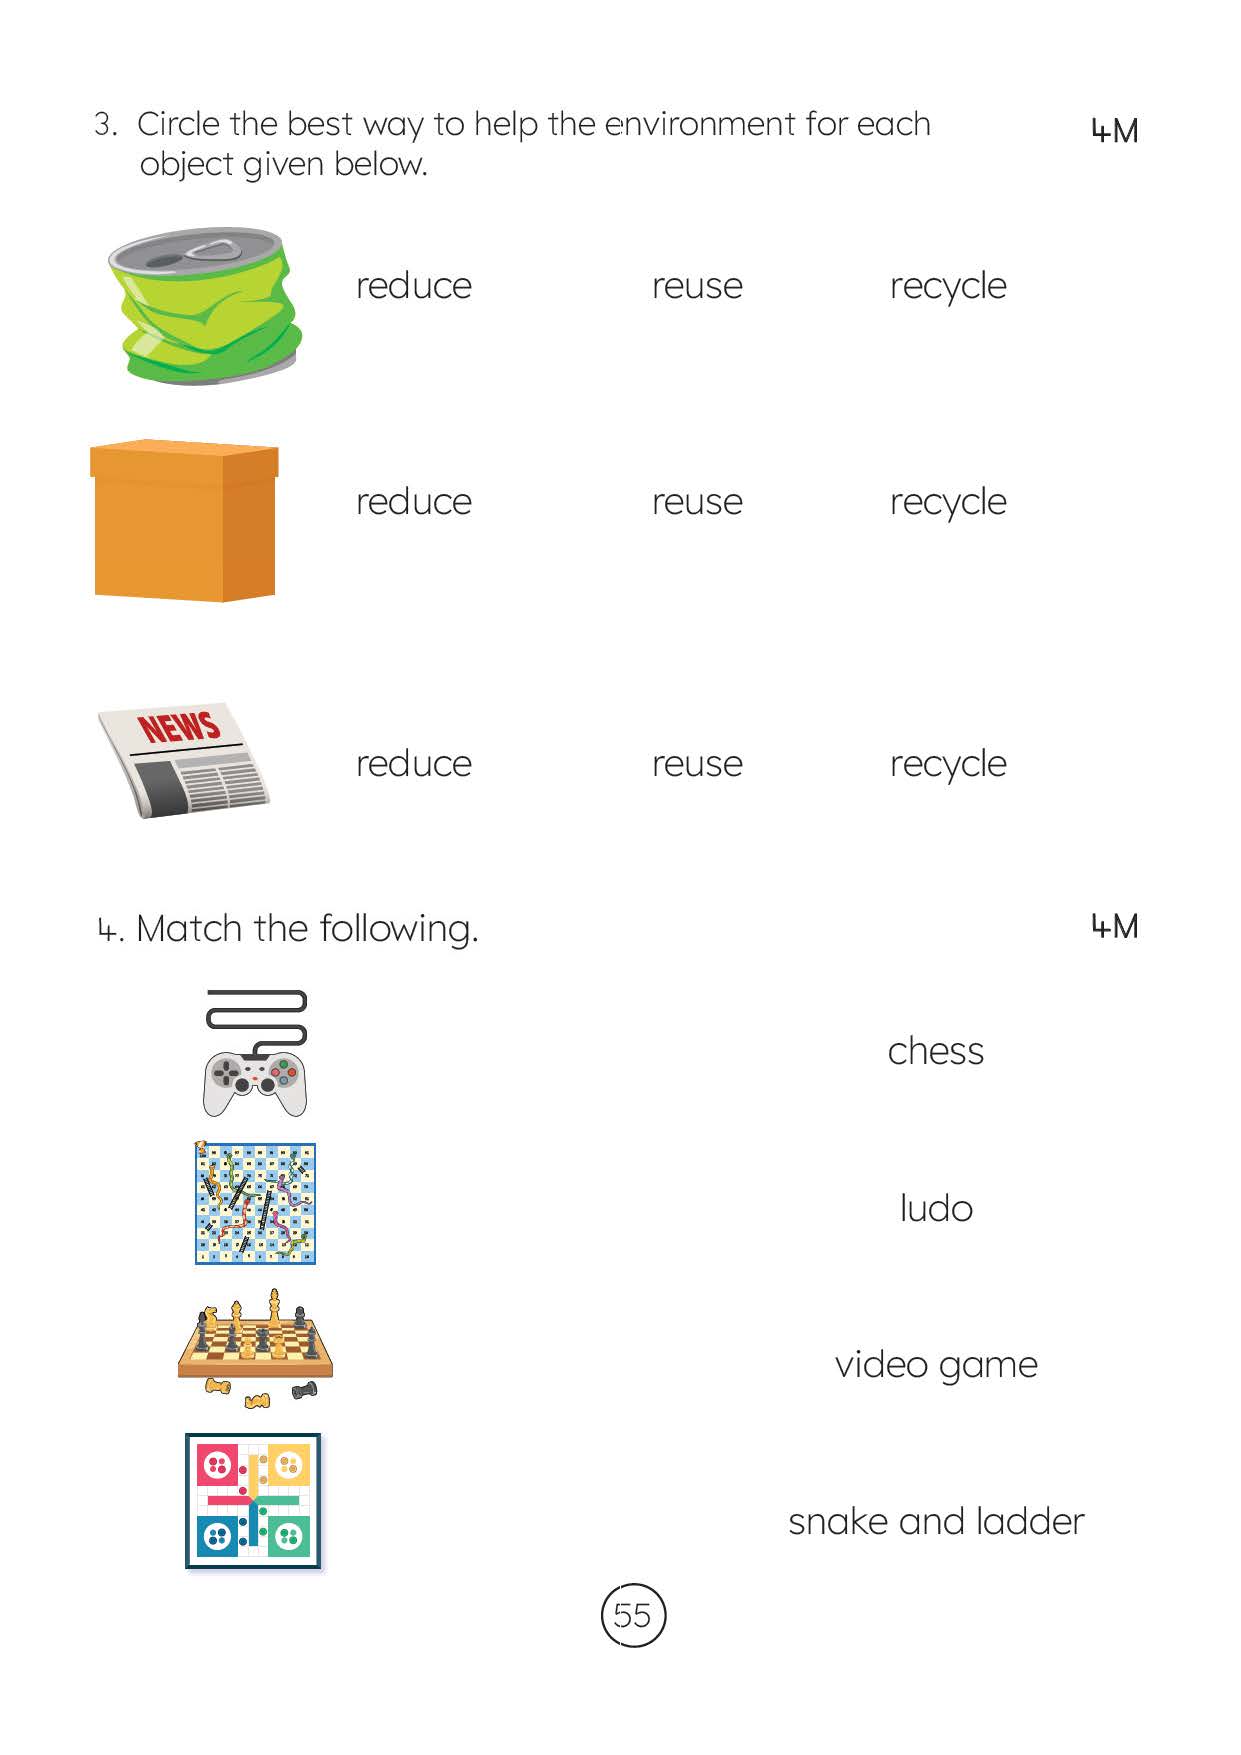 3. Circle the best way to help the environment for each 4M
object given below.
reduce reuse recycle
reduce reuse recycle
NEWS
reduce reuse recycle
4. Match the following. 4M
chess
ludo
video game
snake and ladder
55